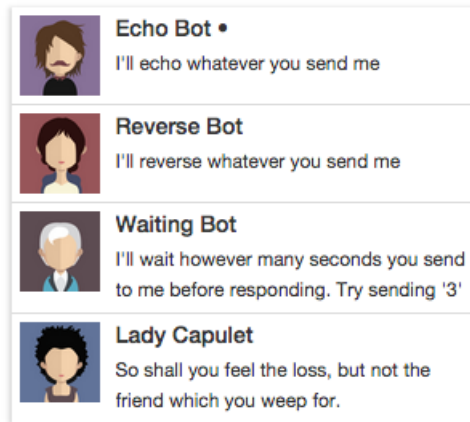 Echo Bot •
I'll echo whatever you send me
Reverse Bot
I'll reverse whatever you send me
Waiting Bot
I'll wait however many seconds you send
to me before responding. Try sending '3'
Lady Capulet
So shall you feel the loss, but not the
friend which you weep for.